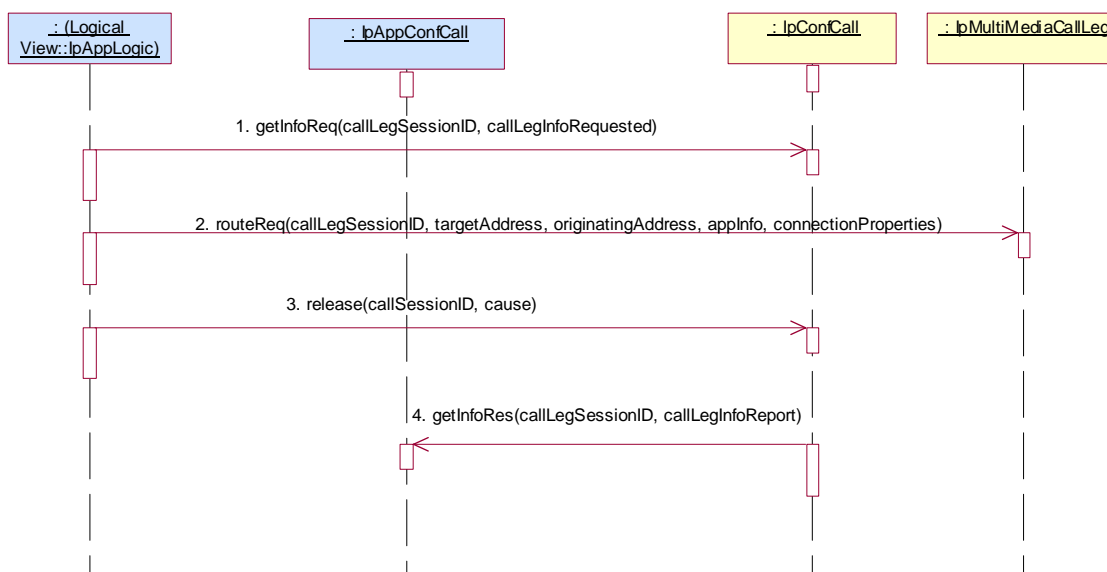 : (Logical
View::IpAppLogic)
: IpAppConfCall
: IpConfCall
: IpMultiMediaCallLeg
1. getInfoReq(callLegSessionID, callLegInfoRequested)
2. routeReq(callLegSessionID, targetAddress, originatingAddress, appInfo, connectionProperties)
3. release(callSessionID, cause)
4. getInfoRes(callLegSessionID, callLegInfoReport)